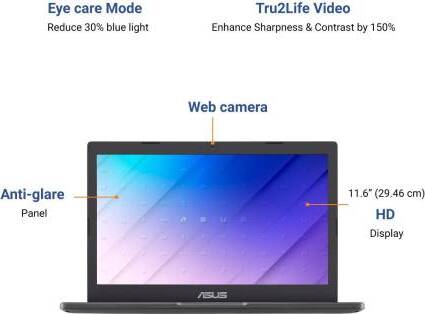 Eye care Mode
Reduce 30% blue light
Tru2Life Video
Enhance Sharpness & Contrast by 150%
Web camera
Anti-glare
Panel
11.6” (29.46 cm)
HD
Display
ASUS